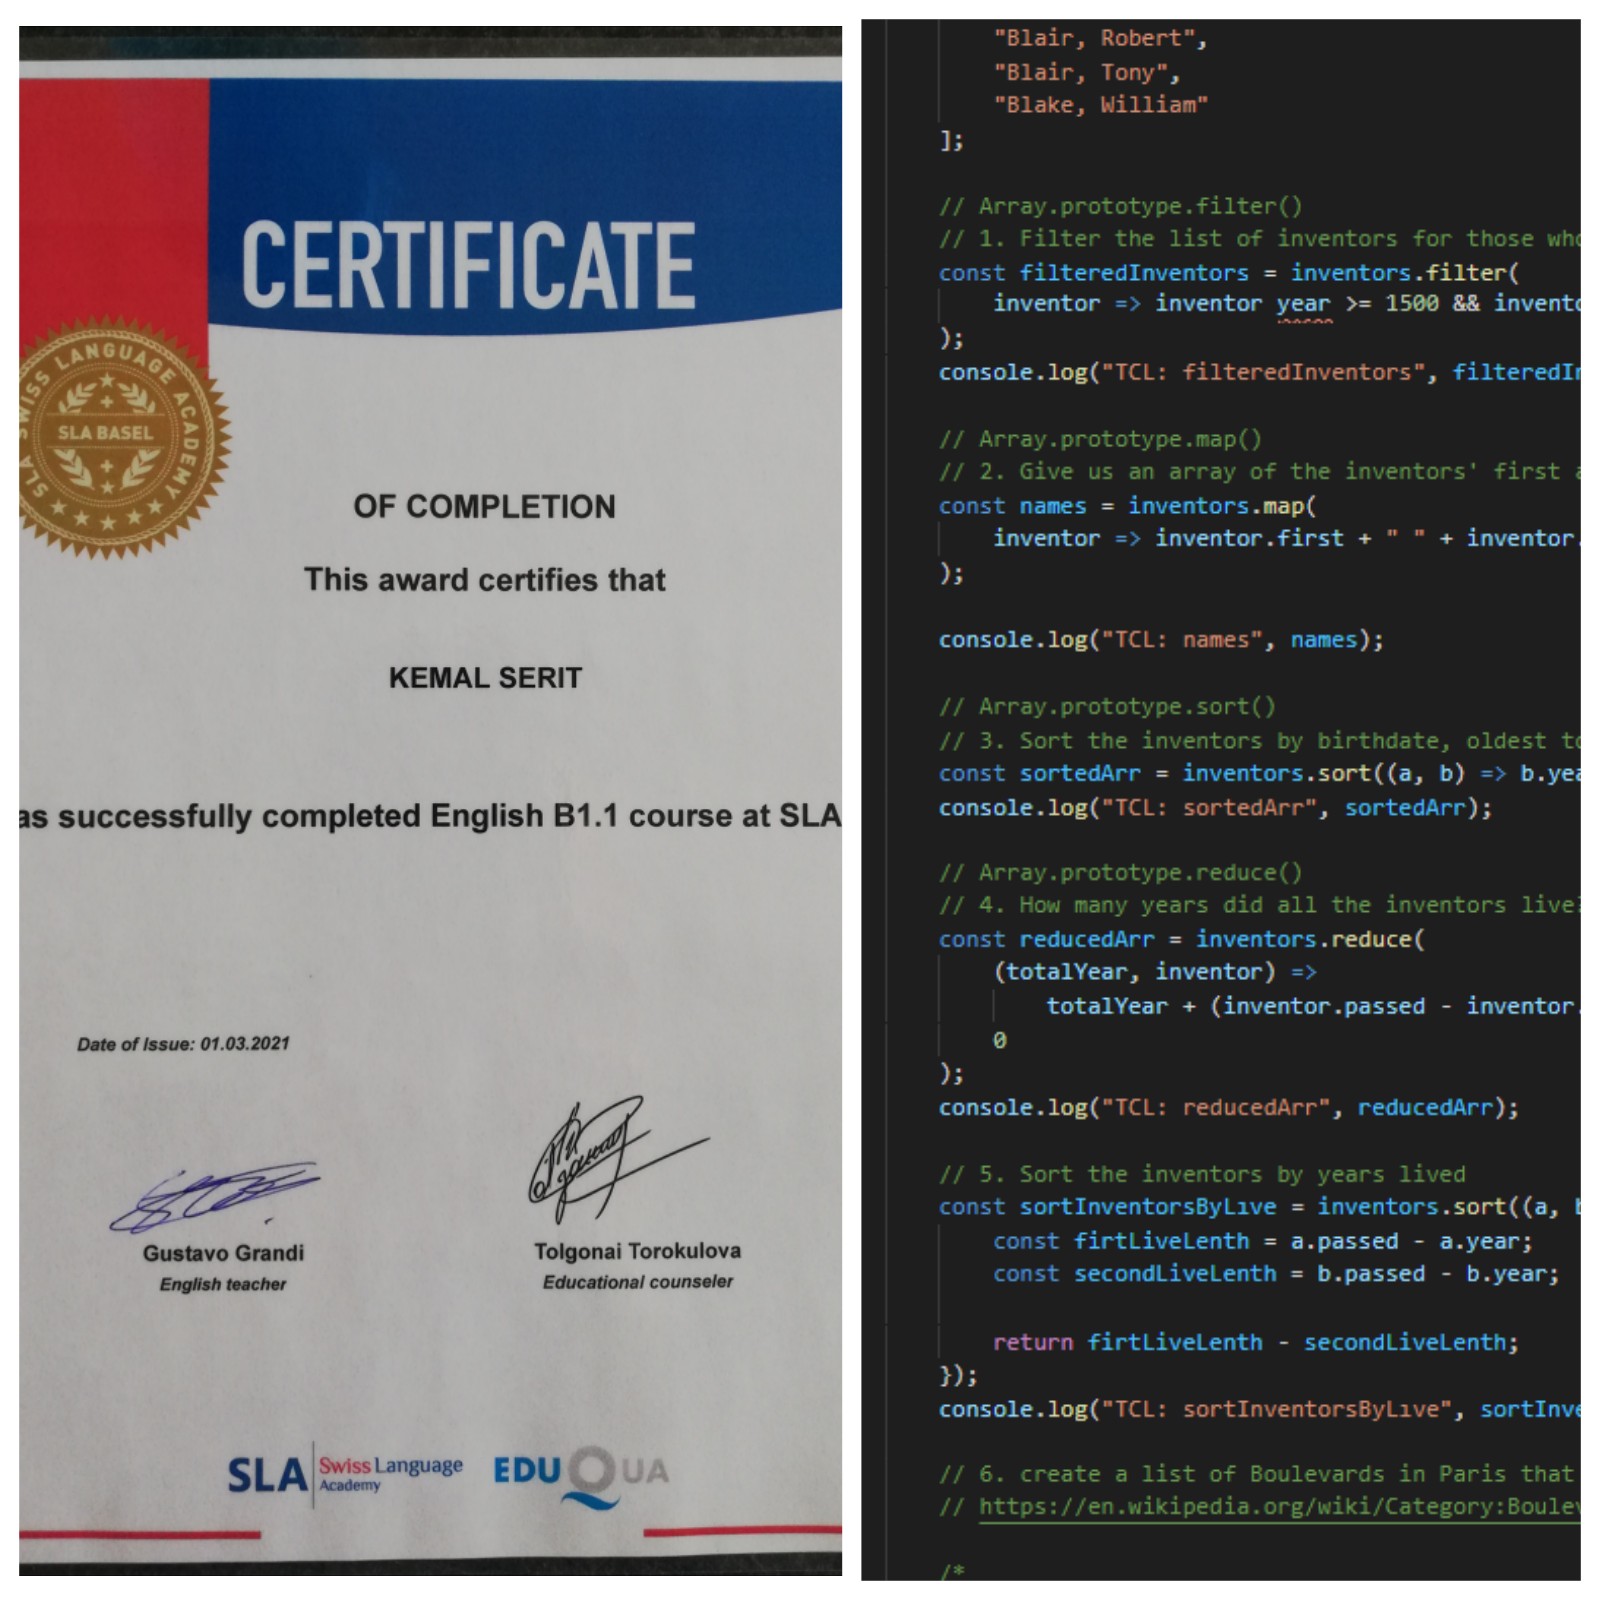 CERTIFICATE
SLA SWISS LANGUAGE ACADEMY
SLA BASEL
OF COMPLETION
This award certifies that
KEMAL SERIT
as successfully completed English B1.1 course at SLA
Date of Issue: 01.03.2021
Gustavo Grandi
English teacher
Tolgonai Torokulova
Educational counseler
SLA Swiss Language
Academy
EDUQUA
"Blair, Robert",
"Blair, Tony",
"Blake, William"
];
// Array.prototype.filter()
// 1. Filter the list of inventors for those who
const filteredInventors = inventors.filter(
inventor => inventor year >= 1500 && invento
);
console.log("TCL: filteredInventors", filteredIn
// Array.prototype.map()
// 2. Give us an array of the inventors' first a
const names = inventors.map(
inventor => inventor.first + " " + inventor.
);
console.log("TCL: names", names);
// Array.prototype.sort()
// 3. Sort the inventors by birthdate, oldest to
const sortedArr = inventors.sort((a, b) => b.yea
console.log("TCL: sortedArr", sortedArr);
// Array.prototype.reduce()
// 4. How many years did all the inventors live?
const reducedArr = inventors.reduce(
(totalYear, inventor) =>
totalYear + (inventor.passed - inventor.
0
);
console.log("TCL: reducedArr", reducedArr);
// 5. Sort the inventors by years lived
const sortInventorsByLıve = inventors.sort((a, b
const firtLiveLenth = a.passed - a.year;
const secondLiveLenth = b.passed - b.year;
return firtLiveLenth - secondLiveLenth;
});
console.log("TCL: sortInventorsByLıve", sortInve
// 6. create a list of Boulevards in Paris that
// https://en.wikipedia.org/wiki/Category:Boulev
/*